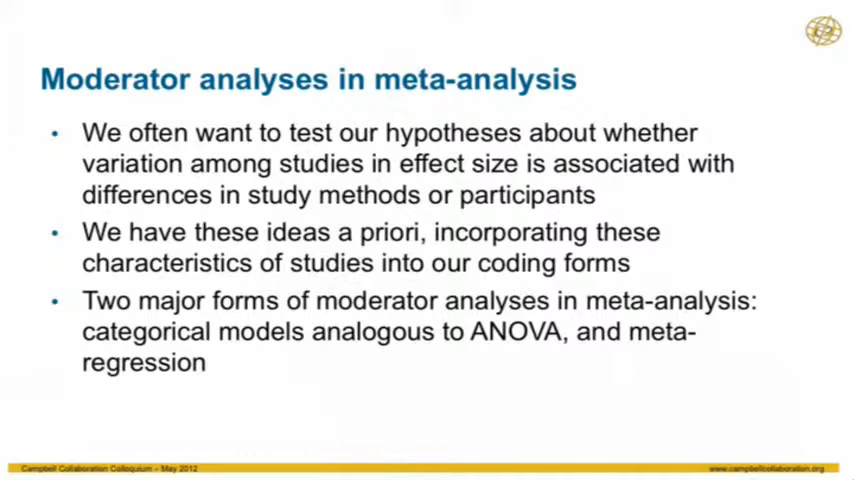 Moderator analyses in meta-analysis
• We often want to test our hypotheses about whether
variation among studies in effect size is associated with
differences in study methods or participants
• We have these ideas a priori, incorporating these
characteristics of studies into our coding forms
• Two major forms of moderator analyses in meta-analysis:
categorical models analogous to ANOVA, and meta-
regression
Campbell Collaboration Colloquium – May 2012
www.campbellcollaboration.org